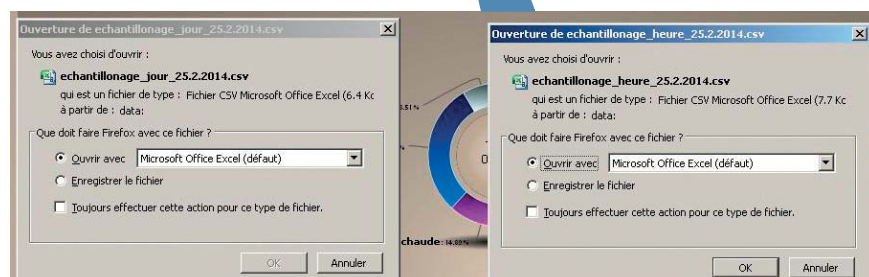 Ouverture de echantillonage_jour_25.2.2014.csv
Vous avez choisi d'ouvrir :
echantillonage_jour_25.2.2014.csv
qui est un fichier de type : Fichier CSV Microsoft Office Excel (6.4 Kc
à partir de : data:
Que doit faire Firefox avec ce fichier ?
Ouvrir avec Microsoft Office Excel (défaut)
Enregistrer le fichier
Toujours effectuer cette action pour ce type de fichier.
OK Annuler
chaude: 14.89%
Ouverture de echantillonage_heure_25.2.2014.csv
Vous avez choisi d'ouvrir :
echantillonage_heure_25.2.2014.csv
qui est un fichier de type : Fichier CSV Microsoft Office Excel (7.7 Kc
à partir de : data:
Que doit faire Firefox avec ce fichier ?
Ouvrir avec Microsoft Office Excel (défaut)
Enregistrer le fichier
Toujours effectuer cette action pour ce type de fichier.
OK Annuler